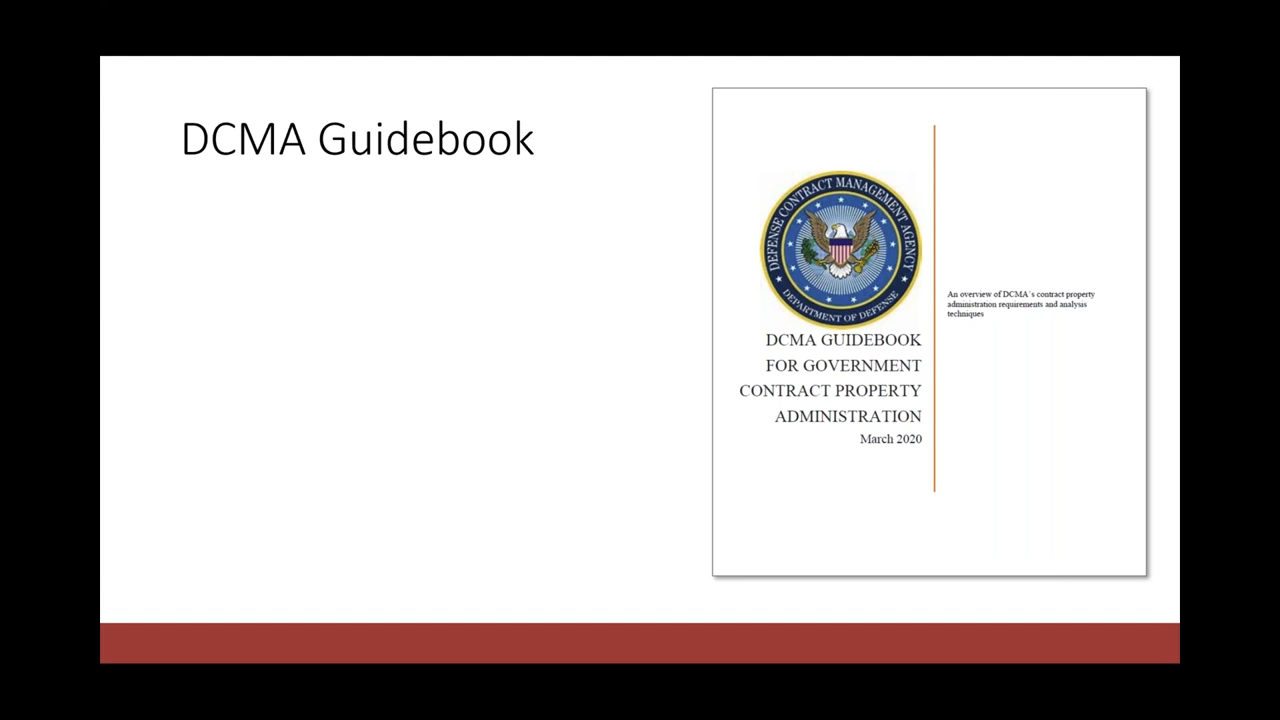 DCMA Guidebook
DEFENSE CONTRACT MANAGEMENT AGENCY
DEPARTMENT OF DEFENSE
DCMA GUIDEBOOK
FOR GOVERNMENT
CONTRACT PROPERTY
ADMINISTRATION
March 2020
An overview of DCMA's contract property
administration requirements and analysis
techniques